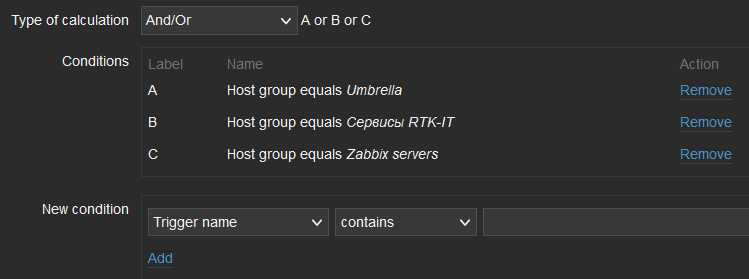 Type of calculation And/Or A or B or C
Conditions Label Name Action
A Host group equals Umbrella Remove
B Host group equals Сервисы RTK-IT Remove
C Host group equals Zabbix servers Remove
New condition
Trigger name contains
Add